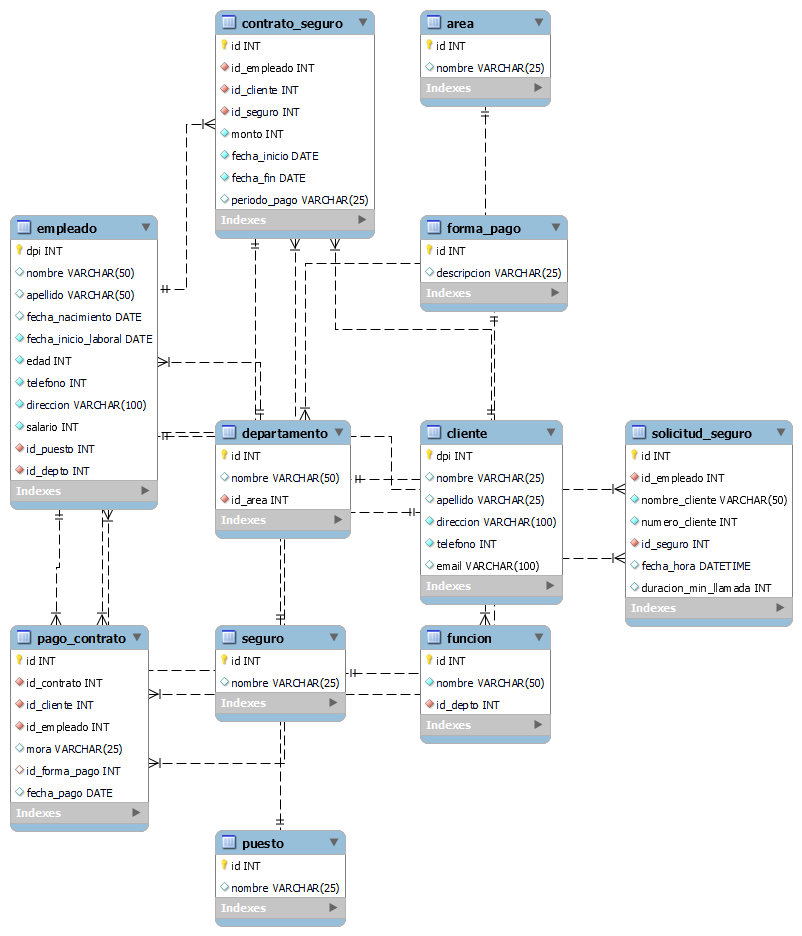 contrato_seguro
id INT
id_empleado INT
id_cliente INT
id_seguro INT
monto INT
fecha_inicio DATE
fecha_fin DATE
periodo_pago VARCHAR(25)
Indexes
area
id INT
nombre VARCHAR(25)
Indexes
empleado
dpi INT
nombre VARCHAR(50)
apellido VARCHAR(50)
fecha_nacimiento DATE
fecha_inicio_laboral DATE
edad INT
telefono INT
direccion VARCHAR(100)
salario INT
id_puesto INT
id_depto INT
Indexes
forma_pago
id INT
descripcion VARCHAR(25)
Indexes
departamento
id INT
nombre VARCHAR(50)
id_area INT
Indexes
cliente
dpi INT
nombre VARCHAR(25)
apellido VARCHAR(25)
direccion VARCHAR(100)
telefono INT
email VARCHAR(100)
Indexes
solicitud_seguro
id INT
id_empleado INT
nombre_cliente VARCHAR(50)
numero_cliente INT
id_seguro INT
fecha_hora DATETIME
duracion_min_llamada INT
Indexes
pago_contrato
id INT
id_contrato INT
id_cliente INT
id_empleado INT
mora VARCHAR(25)
id_forma_pago INT
fecha_pago DATE
Indexes
seguro
id INT
nombre VARCHAR(25)
Indexes
funcion
id INT
nombre VARCHAR(50)
id_depto INT
Indexes
puesto
id INT
nombre VARCHAR(25)
Indexes